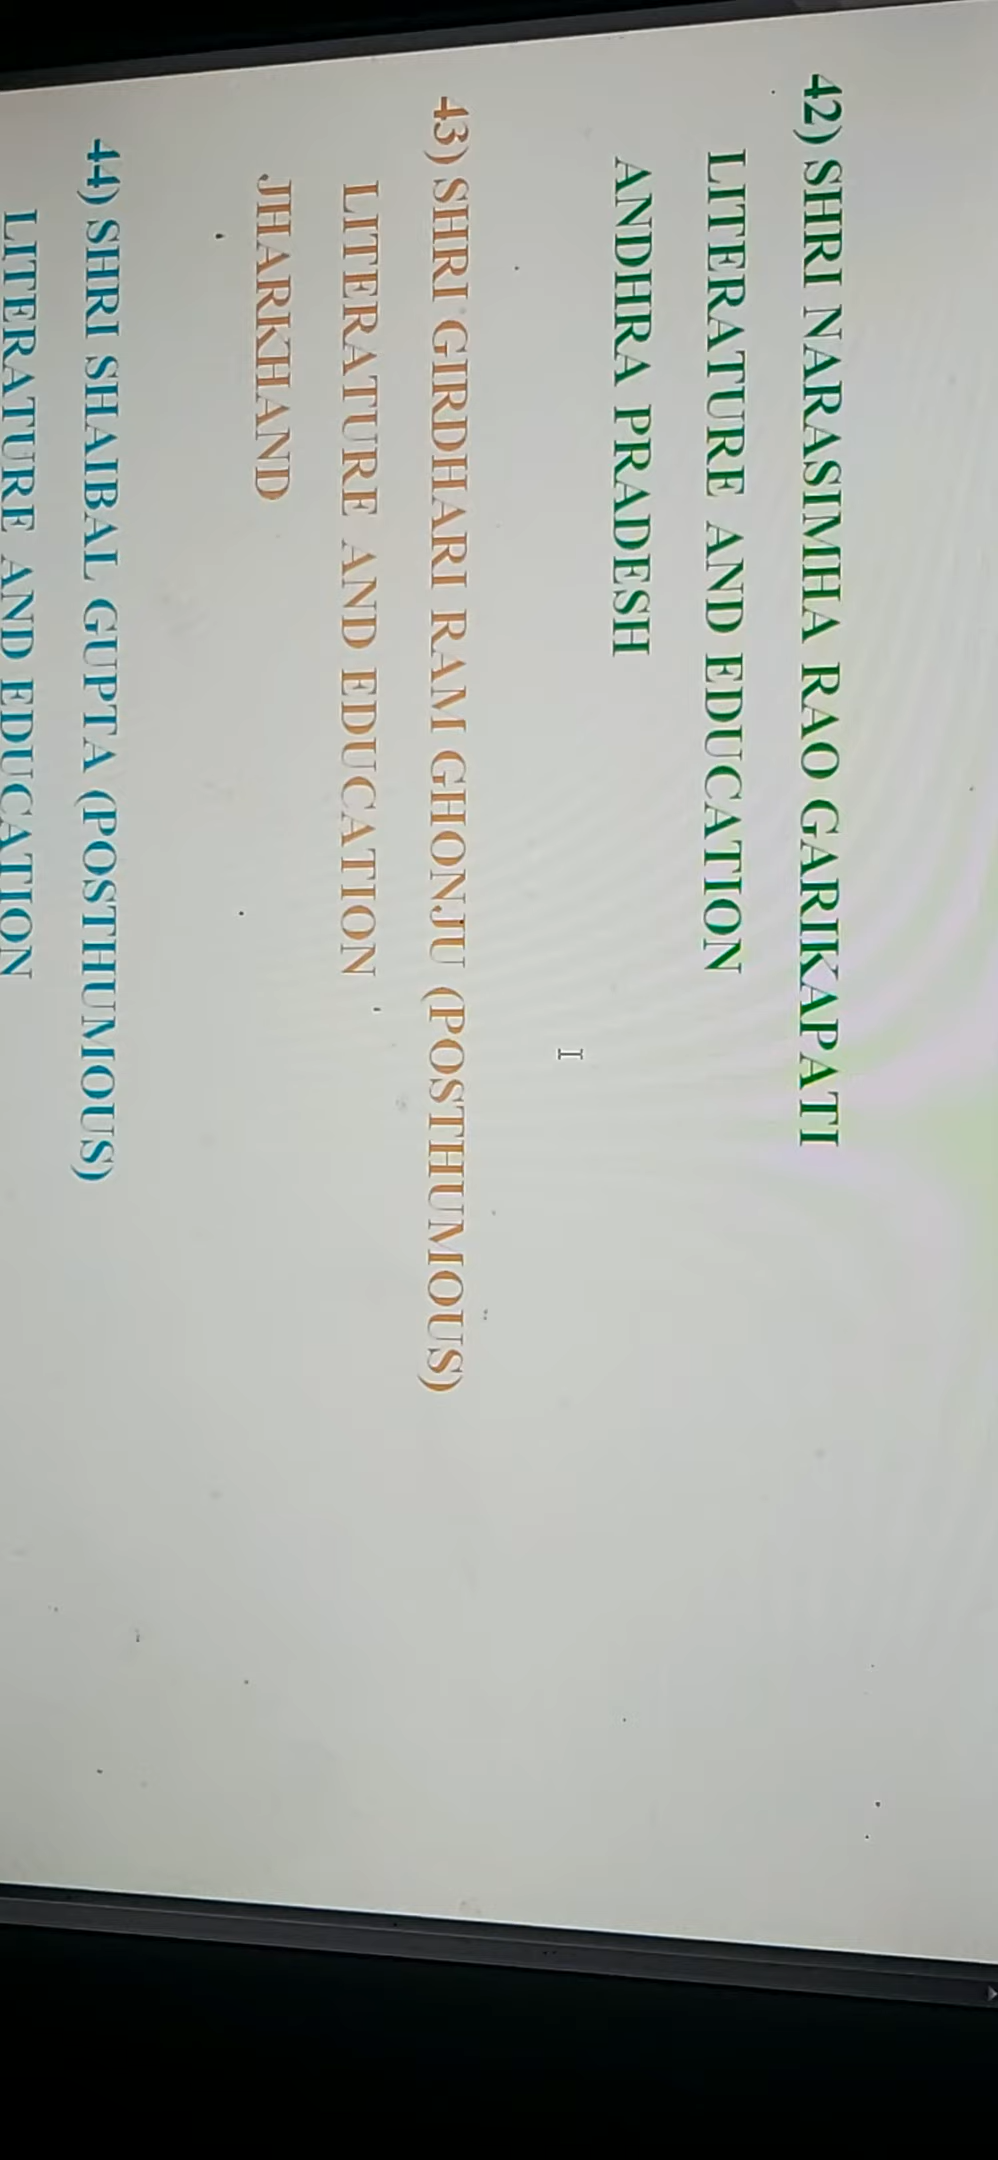 42) SHRI NARASIMHA RAO GARIKAPATI
LITERATURE AND EDUCATION
ANDHRA PRADESH
43) SHRI GIRDHARI RAM GHONJU (POSTHUMOUS)
LITERATURE AND EDUCATION
JHARKHAND
44) SHRI SHAIBAL GUPTA (POSTHUMOUS)
LITERATURE AND EDUCATION